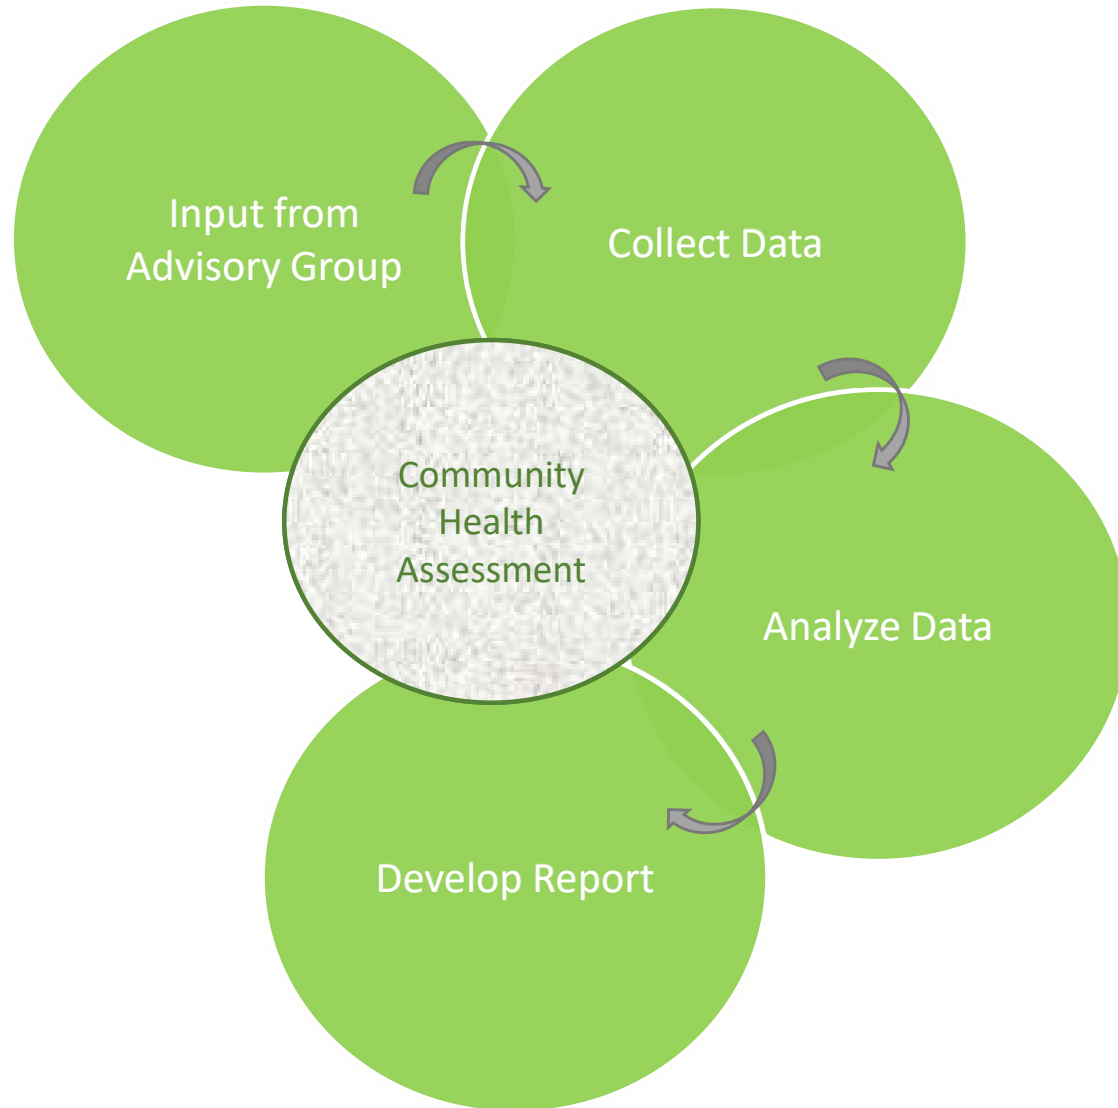 Input from
Advisory Group
Collect Data
Community
Health
Assessment
Analyze Data
Develop Report